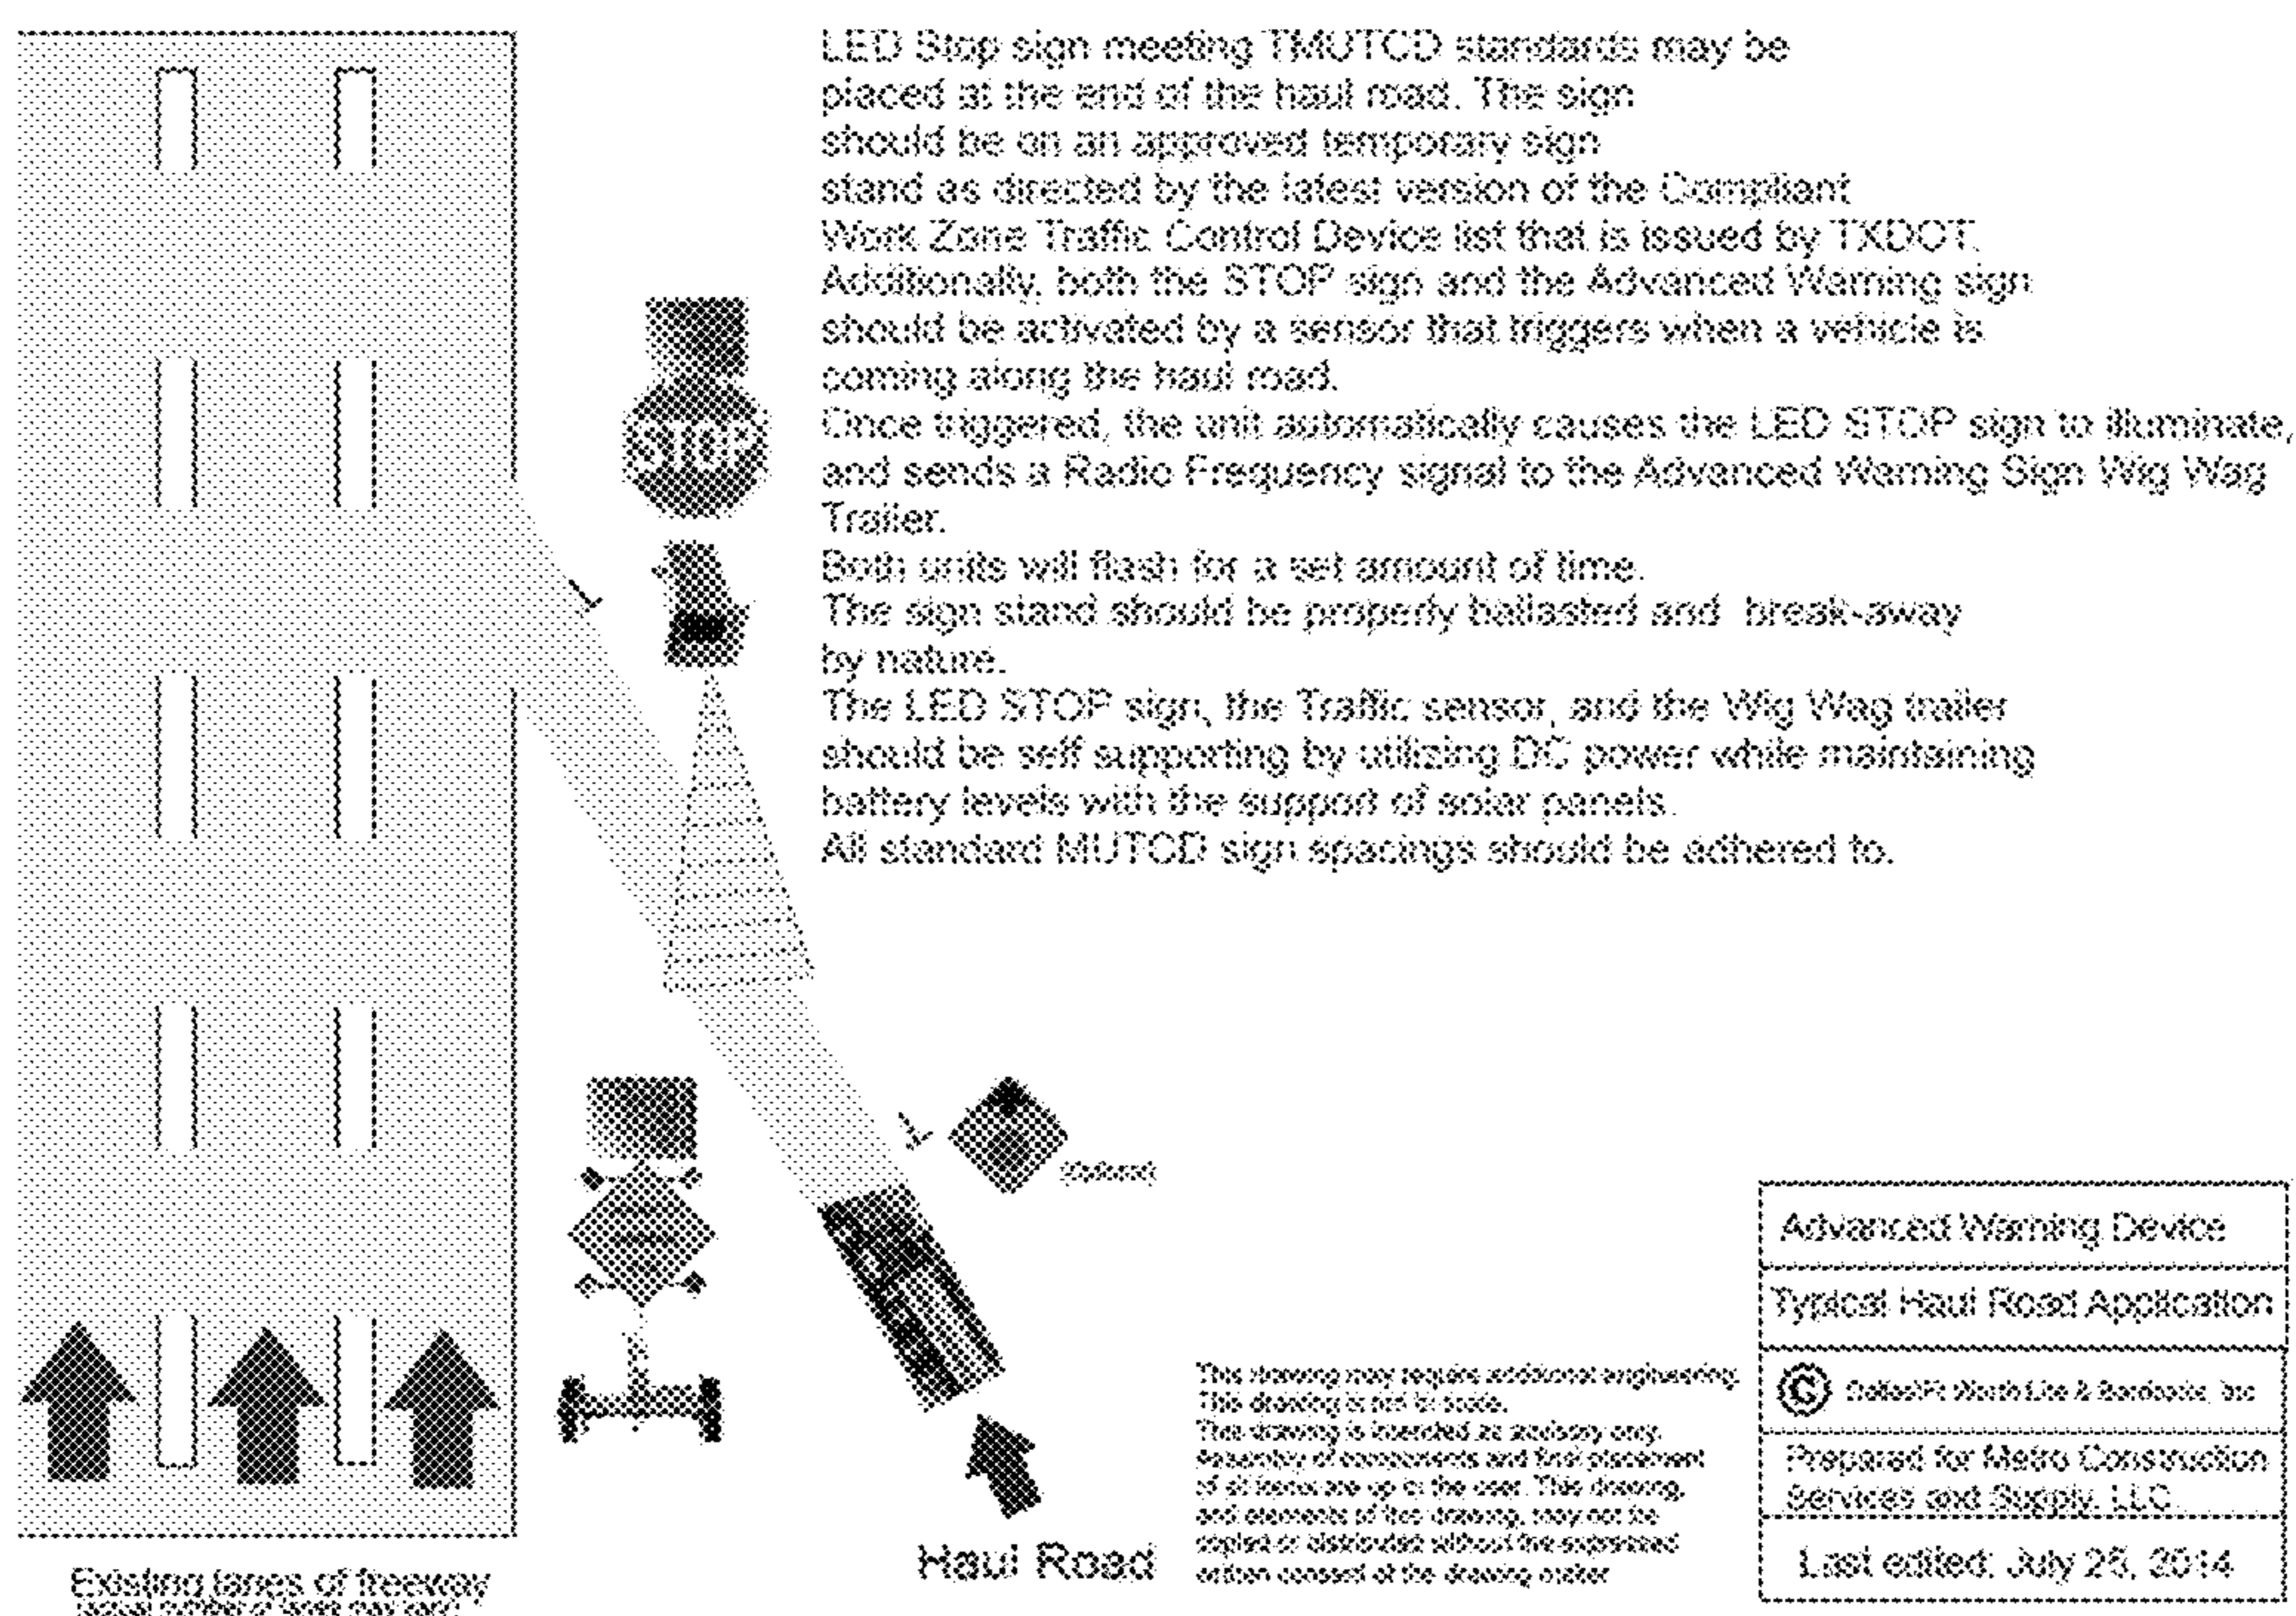 LED Stop sign meeting TMUTCD standards may be
placed at the end of the haul road. The sign
should be on an approved temporary sign
stand as directed by the latest version of the Compliant
Work Zone Traffic Control Device list that is issued by TXDOT.
Additionally, both the STOP sign and the Advanced Warning sign
should be activated by a sensor that triggers when a vehicle is
coming along the haul road.
Once triggered, the unit automatically causes the LED STOP sign to illuminate,
and sends a Radio Frequency signal to the Advanced Warning Sign Wig Wag
Trailer.
Both units will flash for a set amount of time.
The sign stand should be properly ballasted and break-away
by nature.
The LED STOP sign, the Traffic sensor, and the Wig Wag trailer
should be self supporting by utilizing DC power while maintaining
battery levels with the support of solar panels.
All standard MUTCD sign spacings should be adhered to.
STOP
Advanced Warning Device
Typical Haul Road Application
© Dallas Ft. Worth Lite & Barricade, Inc
Prepared for Metro Construction
Services and Supply, LLC
Last edited: July 25, 2014
This drawing may require additional engineering.
This drawing is not to scale.
This drawing is intended as advisory only.
Assembly of components and final placement
of all items are up to the user. This drawing,
and elements of this drawing, may not be
copied or distributed without the expressed
written consent of the drawing maker
Haul Road
Existing lanes of freeway